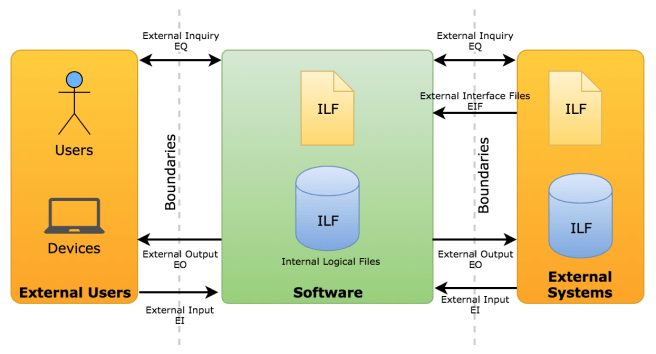 External Inquiry
EQ
External Inquiry
EQ
ILF
External Interface Files
EIF
ILF
Users
Boundaries
Boundaries
ILF
ILF
Devices
External Output
EO
Internal Logical Files
External Output
EO
External Users
Software
External
Systems
External Input
EI
External Input
EI